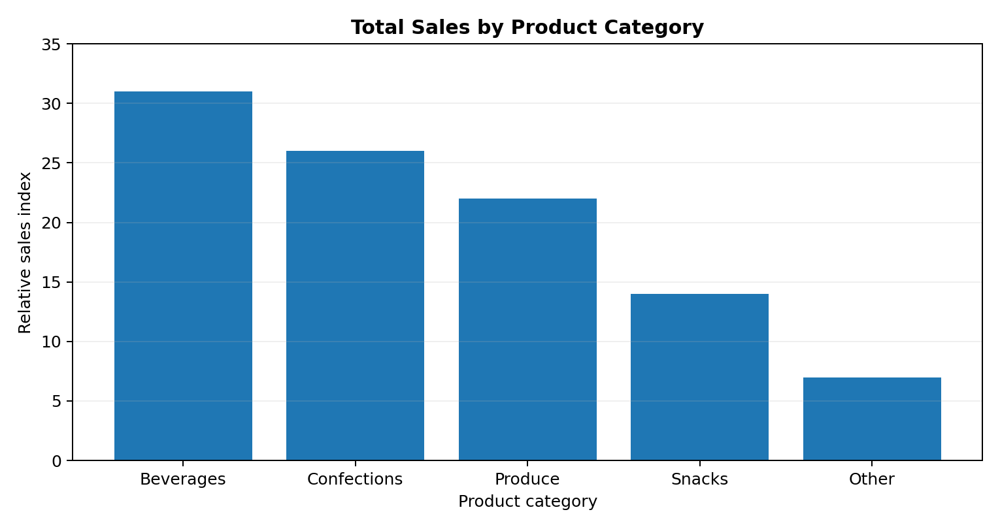 Total Sales by Product Category
35
30
25
20
15
10
5
0
Relative sales index
Beverages Confections Produce Snacks Other
Product category